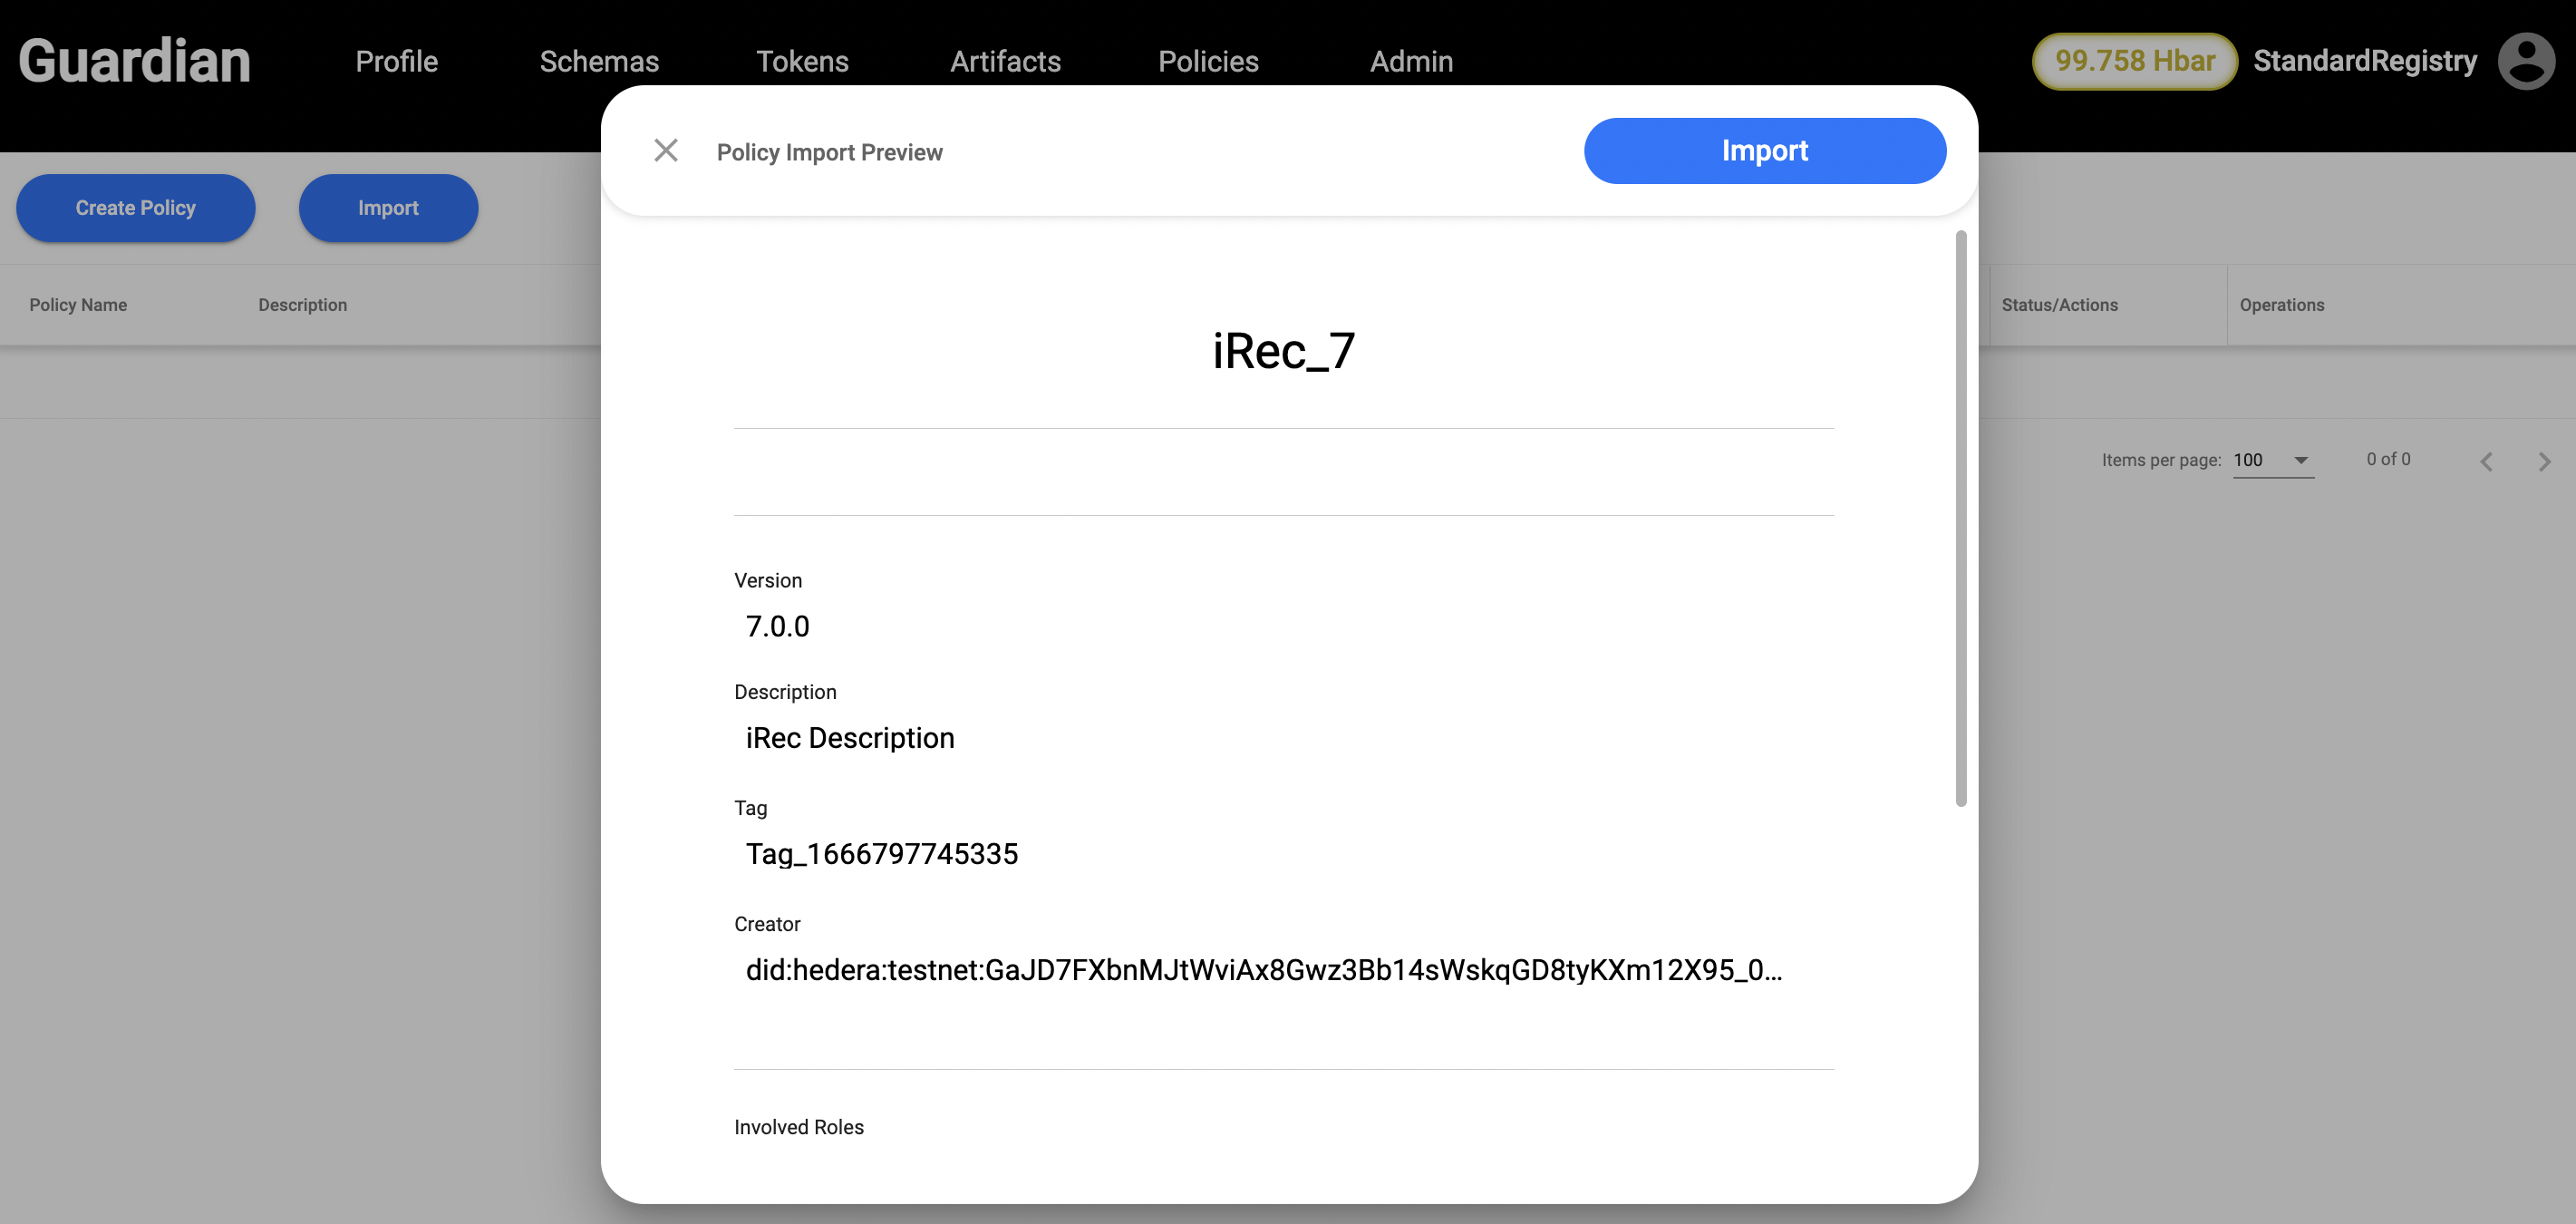 Guardian Profile Schemas Tokens Artifacts Policies Admin 99.758 Hbar StandardRegistry
Policy Import Preview Import
Create Policy Import
Policy Name Description Status/Actions Operations
iRec_7
Items per page: 100 0 of 0
Version
7.0.0
Description
iRec Description
Tag
Tag_1666797745335
Creator
did:hedera:testnet:GaJD7FXbnMJtWviAx8Gwz3Bb14sWskqGD8tyKXm12X95_0...
Involved Roles